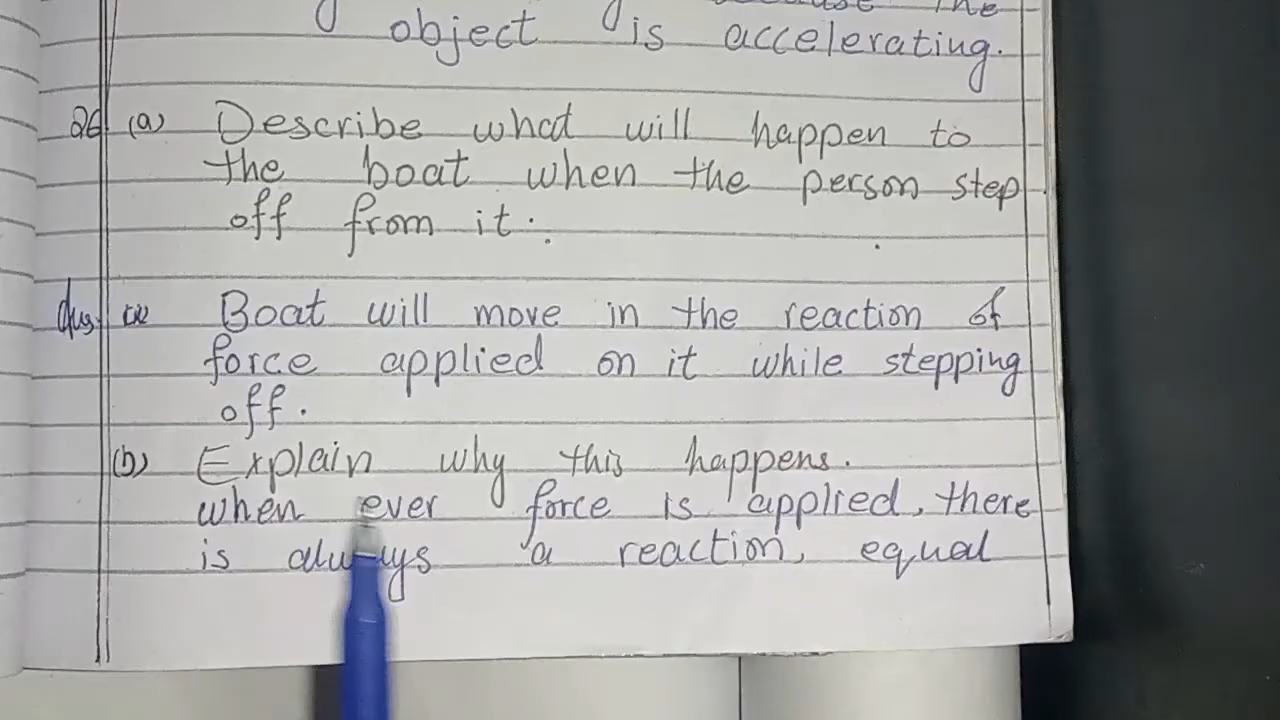 the
object is accelerating.
26 (a) Describe what will happen to
the boat when the person step
off from it.
Boat will move in the reaction of
force applied on it while stepping
off.
(b) Explain why this happens.
when ever force is applied, there
is always a reaction, equal